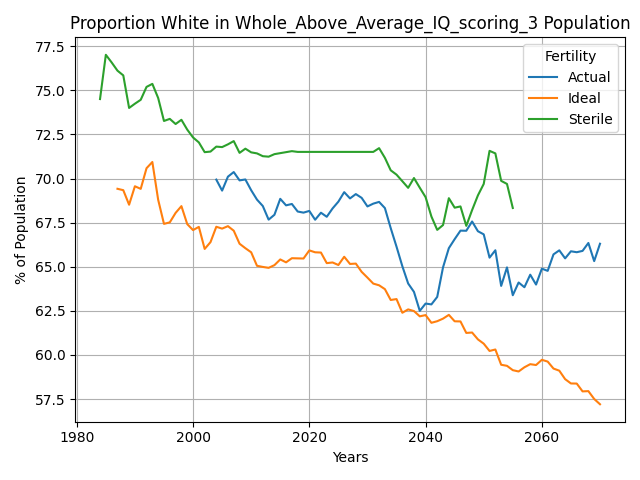 Proportion White in Whole_Above_Average_IQ_scoring_3 Population
% of Population
77.5
75.0
72.5
70.0
67.5
65.0
62.5
60.0
57.5
Fertility
Actual
Ideal
Sterile
1980
2000
2020
2040
2060
Years